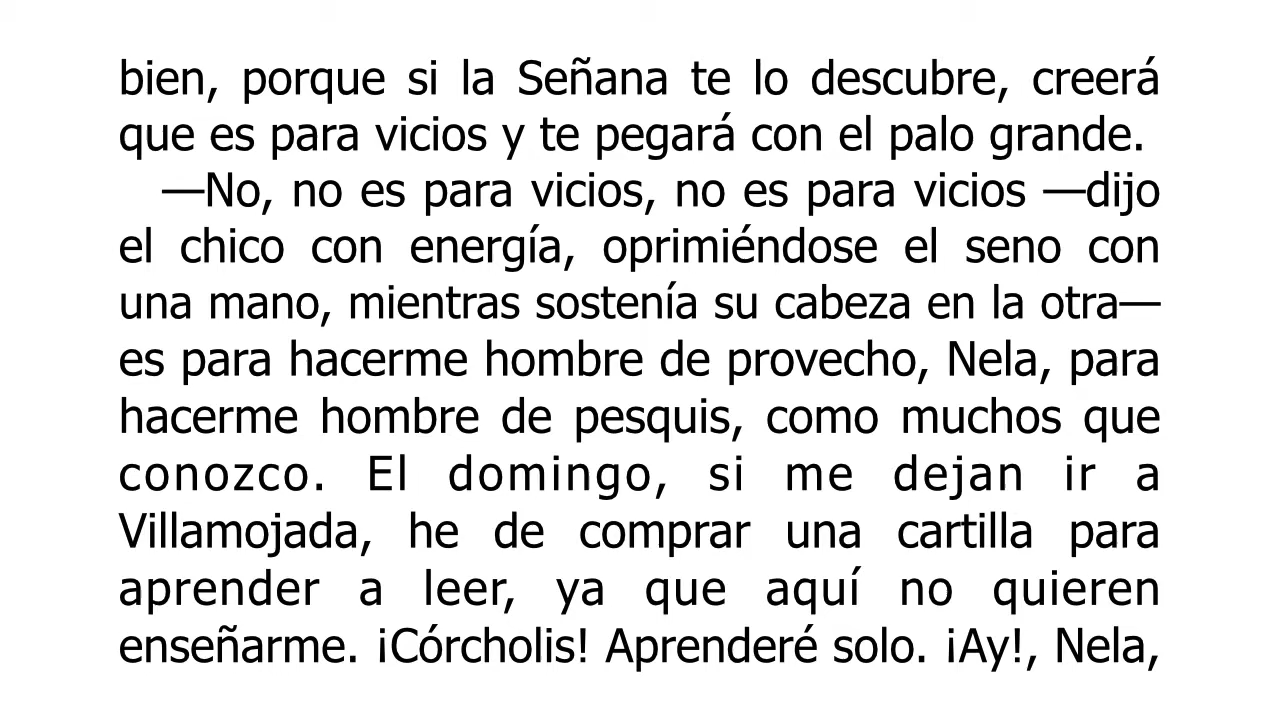 bien, porque si la Señana te lo descubre, creerá
que es para vicios y te pegará con el palo grande.
—No, no es para vicios, no es para vicios —dijo
el chico con energía, oprimiéndose el seno con
una mano, mientras sostenía su cabeza en la otra—
es para hacerme hombre de provecho, Nela, para
hacerme hombre de pesquis, como muchos que
conozco. El domingo, si me dejan ir a
Villamojada, he de comprar una cartilla para
aprender a leer, ya que aquí no quieren
enseñarme. ¡Córcholis! Aprenderé solo. ¡Ay!, Nela,